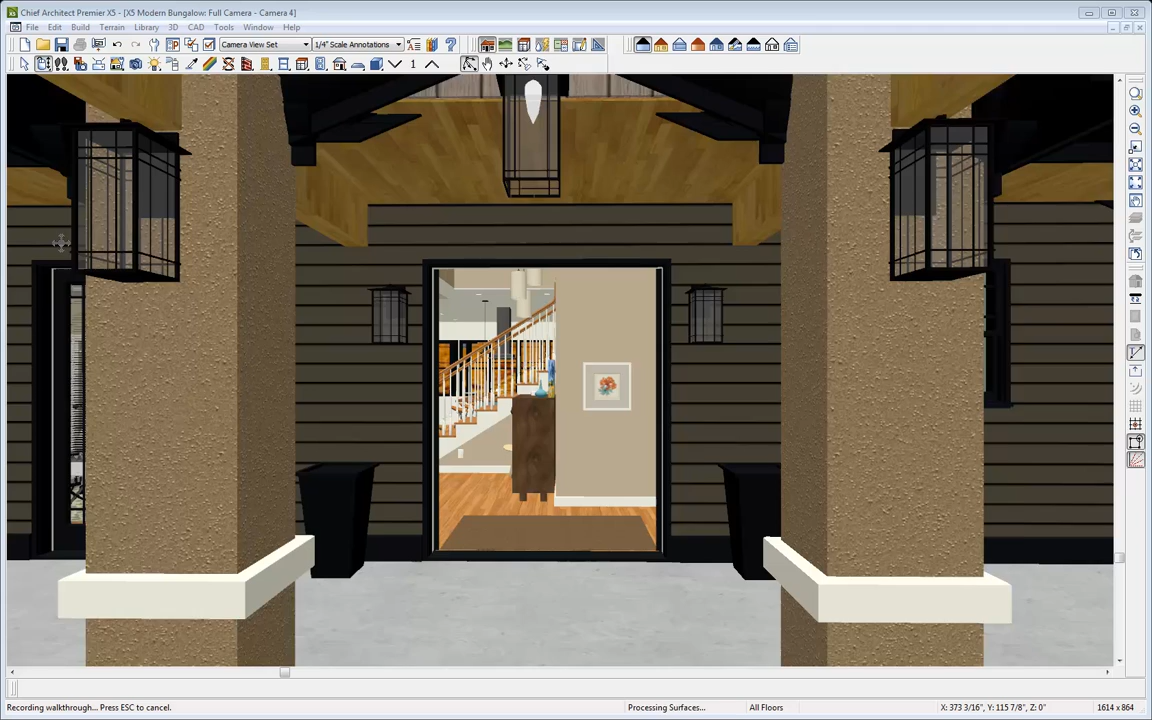 Chief Architect Premier X5 - [X5 Modern Bungalow: Full Camera - Camera 4]
File Edit Build Terrain Library 3D CAD Tools Window Help
Camera View Set 1/4" Scale Annotations
1
Recording walkthrough... Press ESC to cancel. Processing Surfaces... All Floors X: 373 3/16", Y: 115 7/8", Z: 0" 1614 x 864